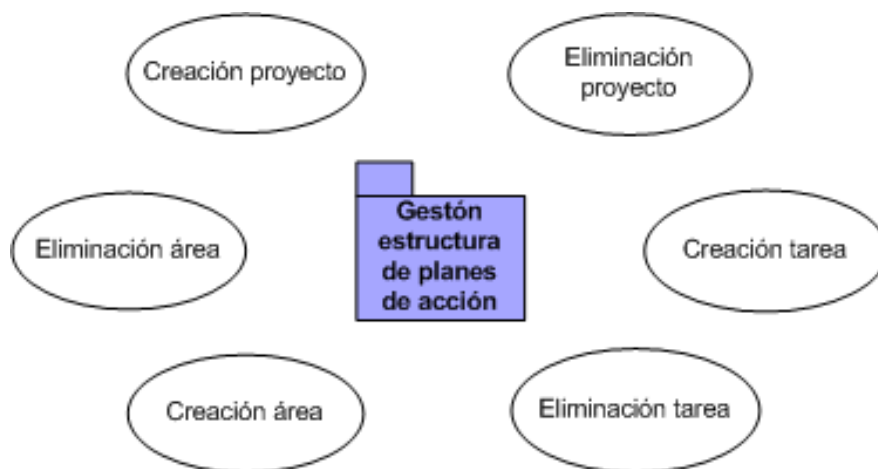 Creación proyecto
Eliminación
proyecto
Gestón
estructura
de planes
de acción
Eliminación área
Creación tarea
Creación área
Eliminación tarea